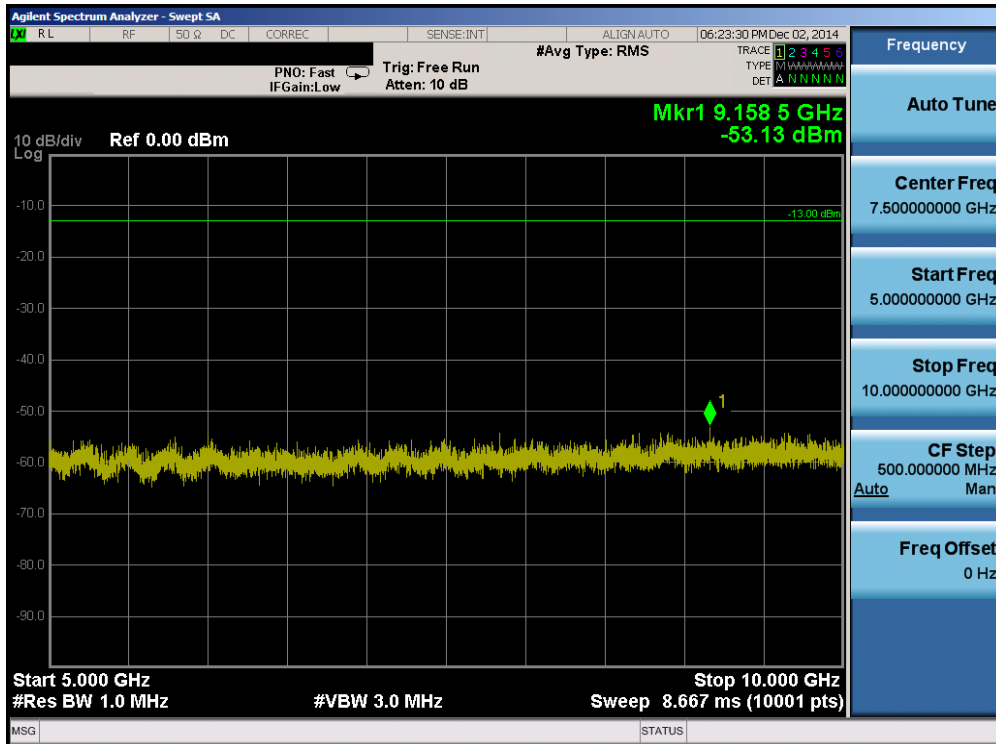 Agilent Spectrum Analyzer - Swept SA
LXI RL RF 50 Ω DC CORREC SENSE:INT ALIGN AUTO 06:23:30 PM Dec 02, 2014
#Avg Type: RMS TRACE 1 2 3 4 5 6
PNO: Fast Trig: Free Run TYPE M WWWWW
IFGain:Low Atten: 10 dB DET A N N N N N
Mkr1 9.158 5 GHz
-53.13 dBm
10 dB/div Ref 0.00 dBm
Log
-10.0
-13.00 dBm
-20.0
-30.0
-40.0
-50.0
1
-60.0
-70.0
-80.0
-90.0
Start 5.000 GHz Stop 10.000 GHz
#Res BW 1.0 MHz #VBW 3.0 MHz Sweep 8.667 ms (10001 pts)
MSG STATUS
Frequency
Auto Tune
Center Freq
7.500000000 GHz
Start Freq
5.000000000 GHz
Stop Freq
10.000000000 GHz
CF Step
500.000000 MHz
Auto Man
Freq Offset
0 Hz